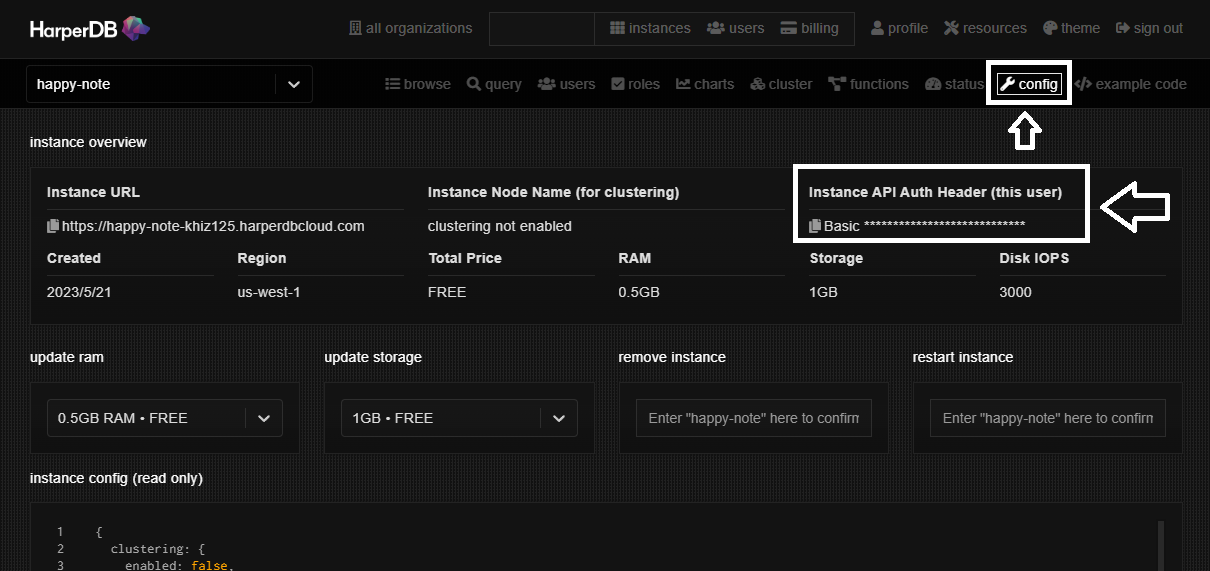 HarperDB
all organizations
instances users billing
profile resources theme sign out
happy-note
browse query users roles charts cluster functions status config example code
instance overview
Instance URL Instance Node Name (for clustering) Instance API Auth Header (this user)
https://happy-note-khiz125.harperdbcloud.com clustering not enabled Basic ****************************
Created Region Total Price RAM Storage Disk IOPS
2023/5/21 us-west-1 FREE 0.5GB 1GB 3000
update ram update storage remove instance restart instance
0.5GB RAM • FREE 1GB • FREE Enter "happy-note" here to confirm Enter "happy-note" here to confirm
instance config (read only)
1 {
2 clustering: {
3 enabled: false,